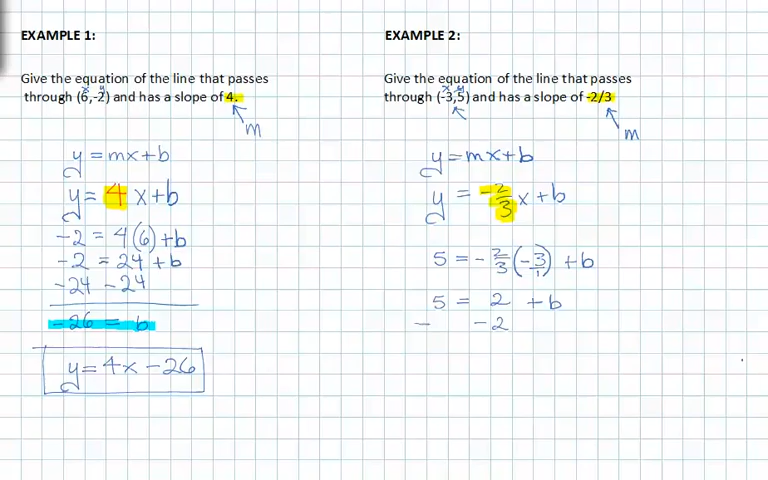 EXAMPLE 1:
Give the equation of the line that passes
through (6,-2) and has a slope of 4.
x y
m
y = mx + b
y = 4 x + b
-2 = 4(6) + b
-2 = 24 + b
-24 -24
-26 = b
y = 4x - 26
EXAMPLE 2:
Give the equation of the line that passes
through (-3,5) and has a slope of -2/3
x y
m
y = mx + b
y = -2/3 x + b
5 = -2/3 (-3/1) + b
5 = 2 + b
- -2